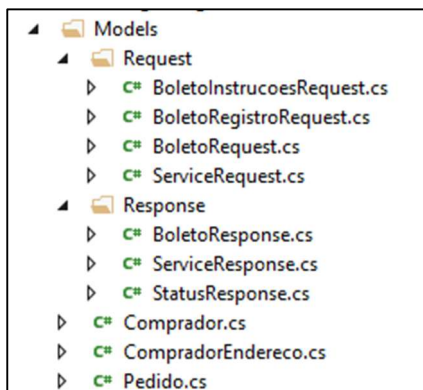 Models
Request
C# BoletoInstrucoesRequest.cs
C# BoletoRegistroRequest.cs
C# BoletoRequest.cs
C# ServiceRequest.cs
Response
C# BoletoResponse.cs
C# ServiceResponse.cs
C# StatusResponse.cs
C# Comprador.cs
C# CompradorEndereco.cs
C# Pedido.cs